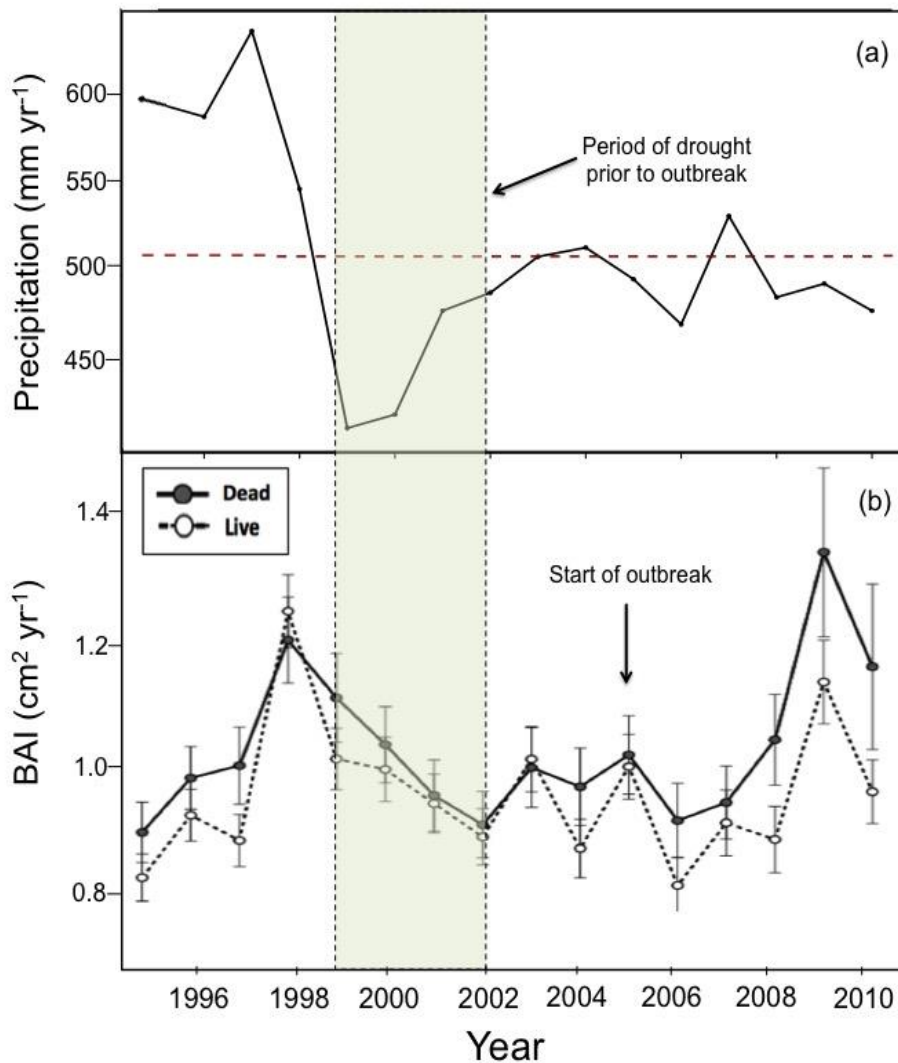 (a)
Precipitation (mm yr⁻¹)
600
550
500
450
Period of drought
prior to outbreak
(b)
Dead
Live
BAI (cm² yr⁻¹)
1.4
1.2
1.0
0.8
Start of outbreak
1996 1998 2000 2002 2004 2006 2008 2010
Year